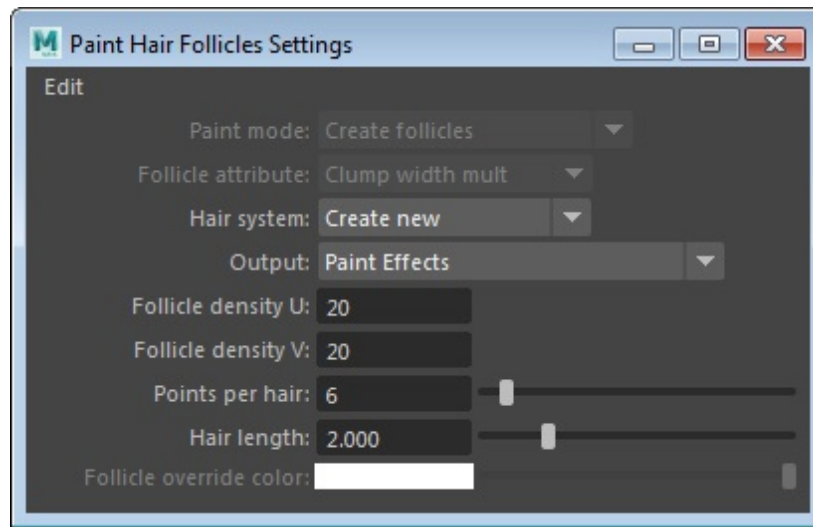 Paint Hair Follicles Settings
Edit
Paint mode: Create follicles
Follicle attribute: Clump width mult
Hair system: Create new
Output: Paint Effects
Follicle density U: 20
Follicle density V: 20
Points per hair: 6
Hair length: 2.000
Follicle override color: